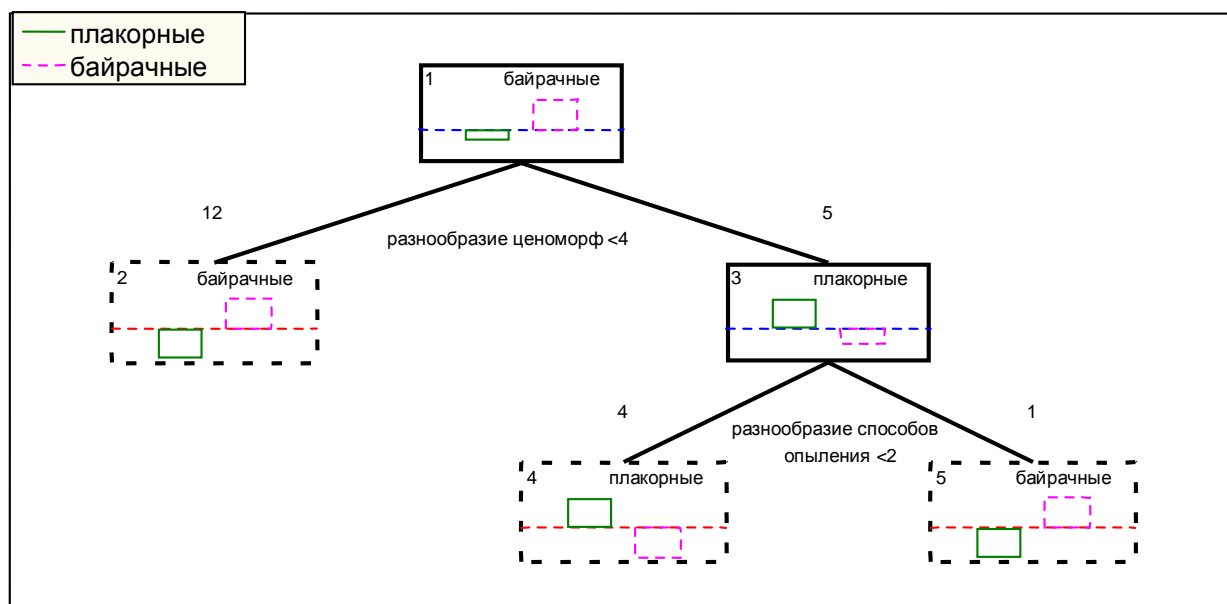 плакорные
байрачные
1 байрачные
12 5
разнообразие ценоморф <4
2 байрачные
3 плакорные
4 1
разнообразие способов
опыления <2
4 плакорные
5 байрачные